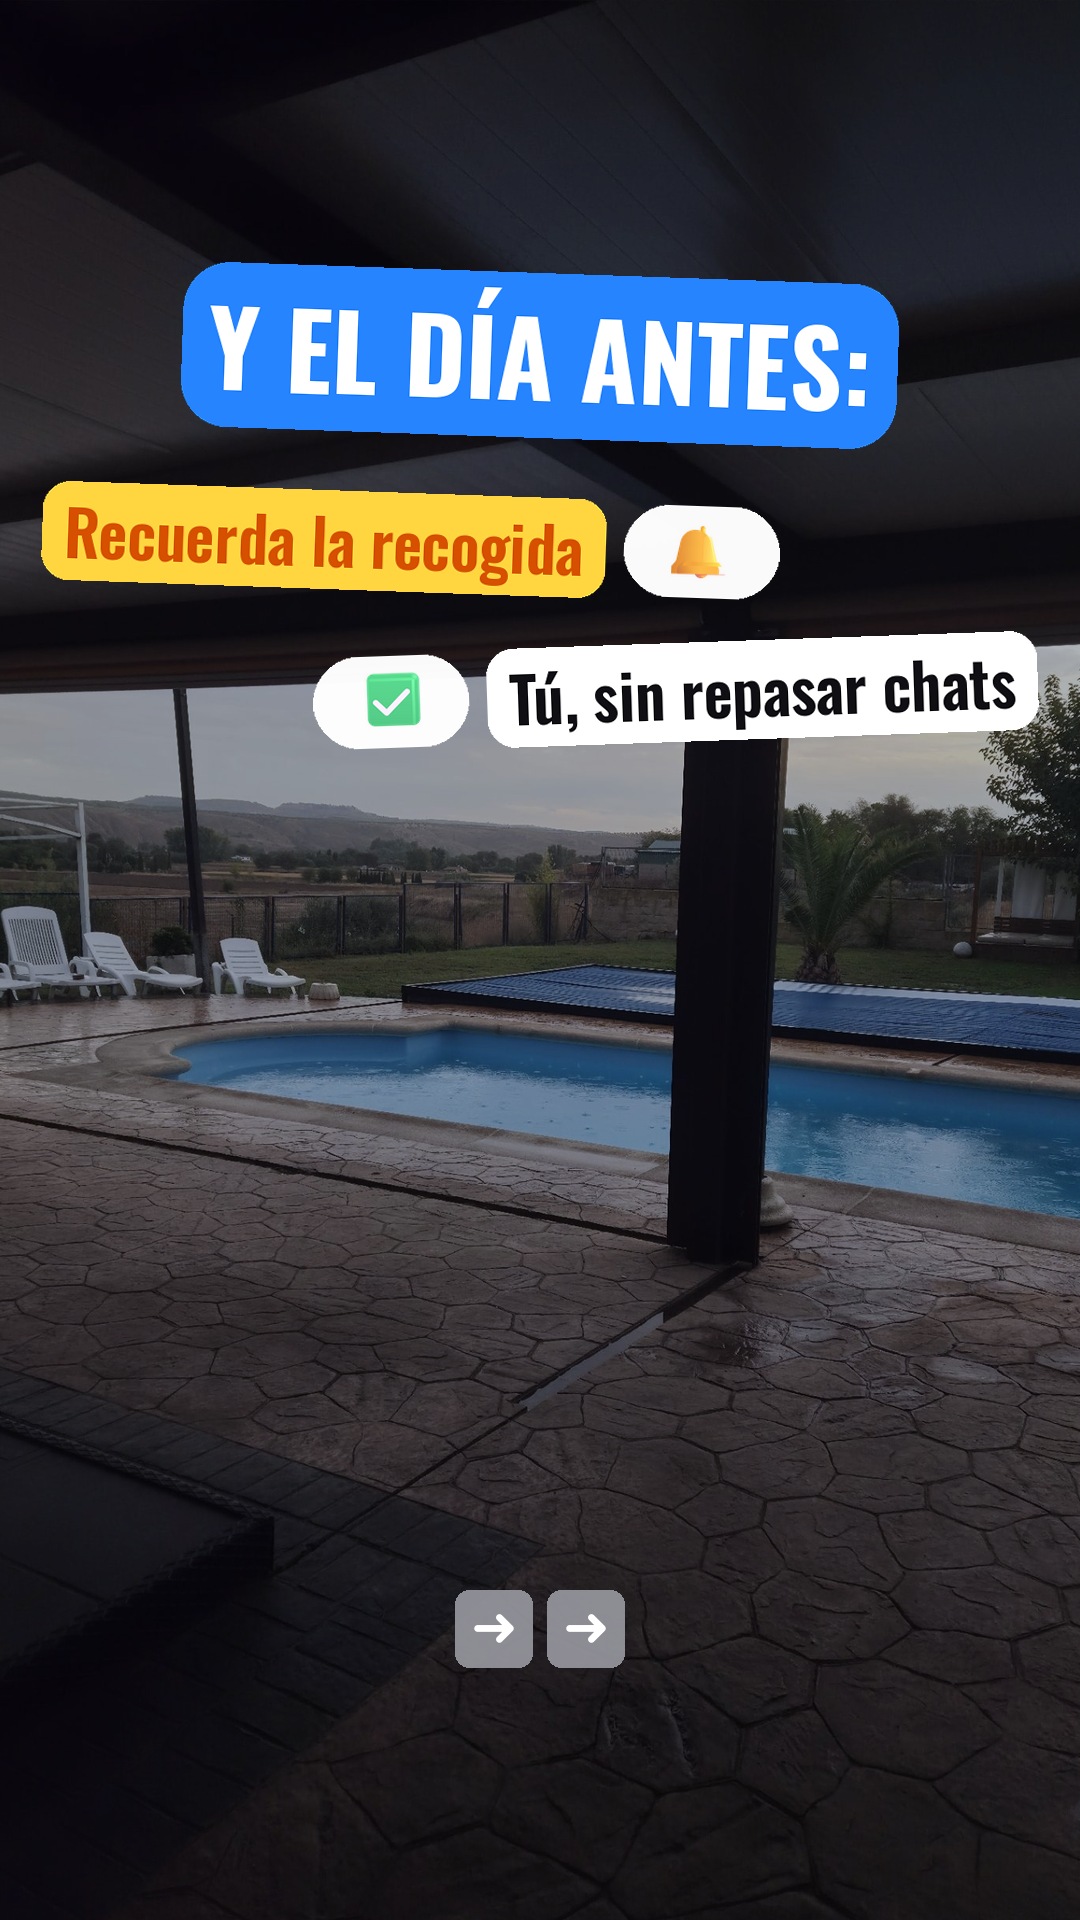 Y EL DÍA ANTES:
Recuerda la recogida 🔔
✅ Tú, sin repasar chats